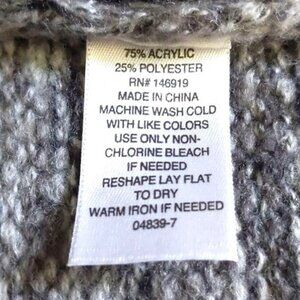 75% ACRYLIC
25% POLYESTER
RN# 146919
MADE IN CHINA
MACHINE WASH COLD
WITH LIKE COLORS
USE ONLY NON-
CHLORINE BLEACH
IF NEEDED
RESHAPE LAY FLAT
TO DRY
WARM IRON IF NEEDED
04839-7